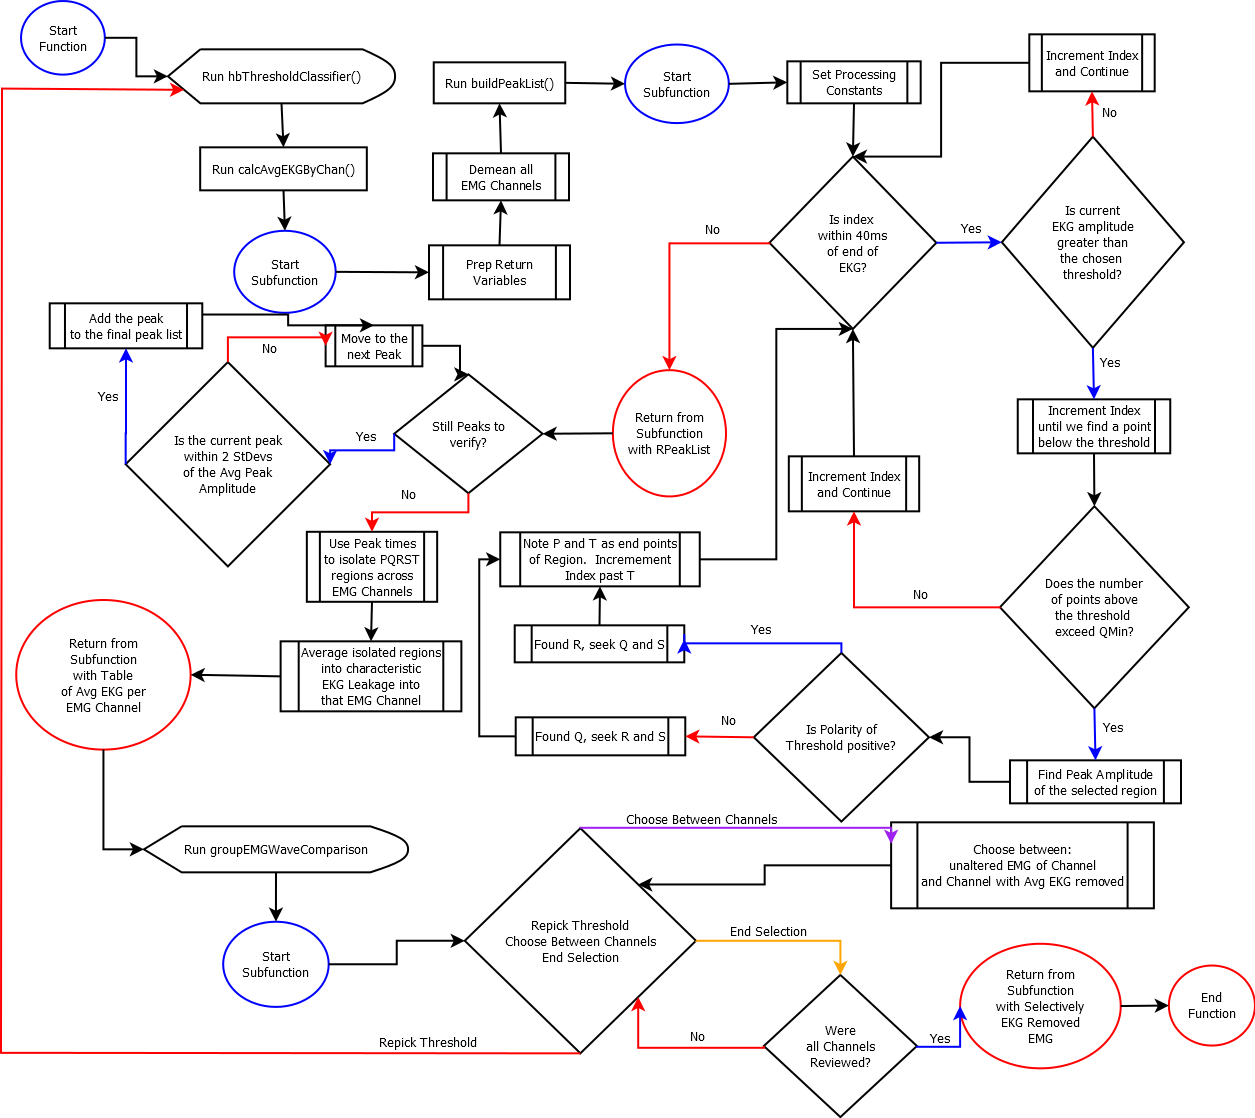 Start
Function
Run hbThresholdClassifier()
Run calcAvgEKGByChan()
Start
Subfunction
Prep Return
Variables
Demean all
EMG Channels
Run buildPeakList()
Start
Subfunction
Set Processing
Constants
Is index
within 40ms
of end of
EKG?
No
Yes
Is current
EKG amplitude
greater than
the chosen
threshold?
No
Increment Index
and Continue
Yes
Increment Index
until we find a point
below the threshold
Does the number
of points above
the threshold
exceed QMin?
No
Increment Index
and Continue
Yes
Find Peak Amplitude
of the selected region
Is Polarity of
Threshold positive?
Yes
Found R, seek Q and S
No
Found Q, seek R and S
Note P and T as end points
of Region.  Incremement
Index past T
Return from
Subfunction
with RPeakList
Still Peaks to
verify?
Yes
Is the current peak
within 2 StDevs
of the Avg Peak
Amplitude
Yes
Add the peak
to the final peak list
No
Move to the
next Peak
No
Use Peak times
to isolate PQRST
regions across
EMG Channels
Average isolated regions
into characteristic
EKG Leakage into
that EMG Channel
Return from
Subfunction
with Table
of Avg EKG per
EMG Channel
Run groupEMGWaveComparison
Start
Subfunction
Repick Threshold
Choose Between Channels
End Selection
Choose Between Channels
Choose between:
unaltered EMG of Channel
and Channel with Avg EKG removed
End Selection
Repick Threshold
Were
all Channels
Reviewed?
No
Yes
Return from
Subfunction
with Selectively
EKG Removed
EMG
End
Function